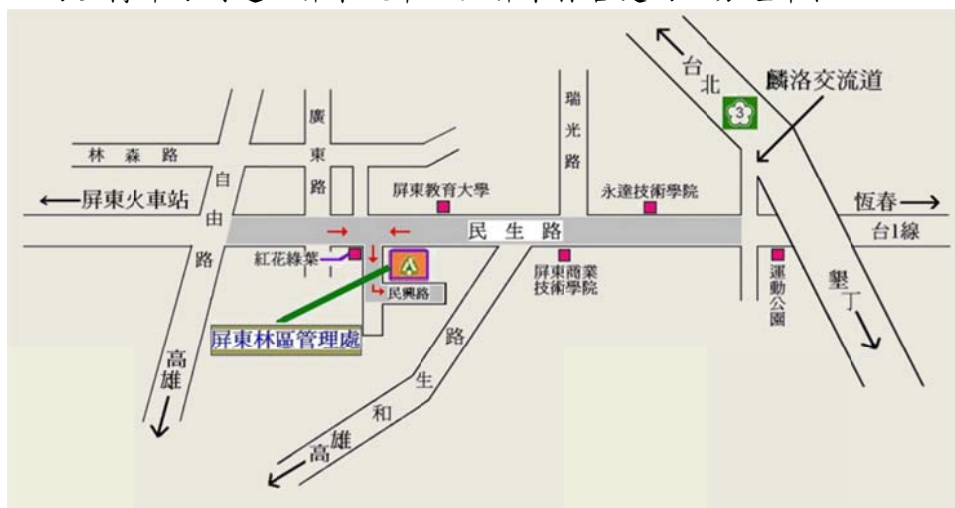 台北
3
麟洛交流道
瑞光路
廣東路
林森路
自由路
屏東教育大學
永達技術學院
←屏東火車站
恆春→
民生路
台1線
紅花綠葉
屏東商業
技術學院
運動公園
墾丁
民興路
屏東林區管理處
和生路
高雄
高雄